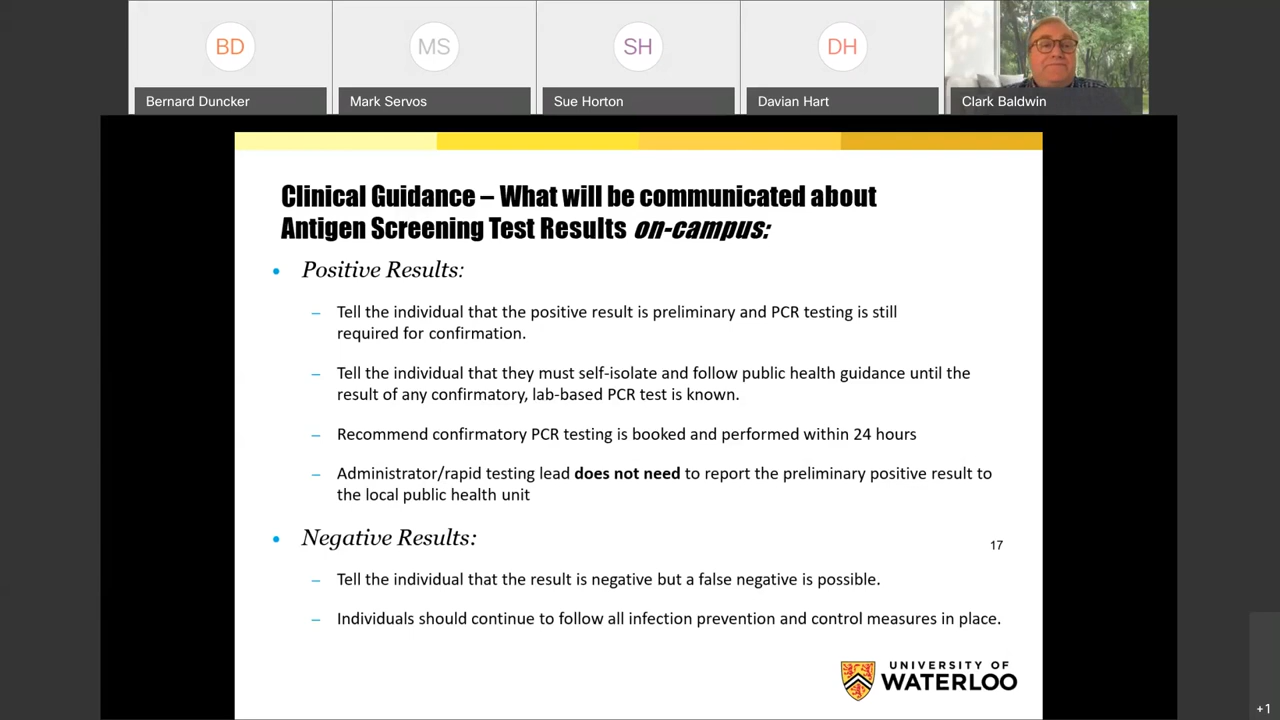 BD
MS
SH
DH
Bernard Duncker
Mark Servos
Sue Horton
Davian Hart
Clark Baldwin
Clinical Guidance – What will be communicated about
Antigen Screening Test Results on-campus:
• Positive Results:
– Tell the individual that the positive result is preliminary and PCR testing is still
required for confirmation.
– Tell the individual that they must self-isolate and follow public health guidance until the
result of any confirmatory, lab-based PCR test is known.
– Recommend confirmatory PCR testing is booked and performed within 24 hours
– Administrator/rapid testing lead does not need to report the preliminary positive result to
the local public health unit
• Negative Results:
17
– Tell the individual that the result is negative but a false negative is possible.
– Individuals should continue to follow all infection prevention and control measures in place.
UNIVERSITY OF
WATERLOO
+1